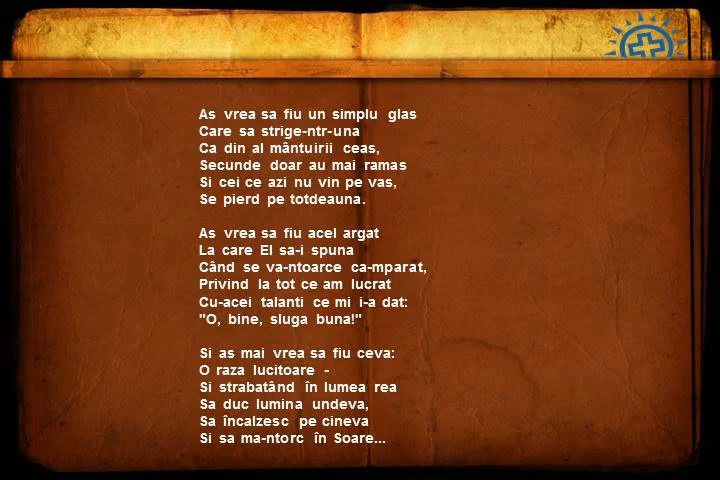 As vrea sa fiu un simplu glas
Care sa strige-ntr-una
Ca din al mântuirii ceas,
Secunde doar au mai ramas
Si cei ce azi nu vin pe vas,
Se pierd pe totdeauna.
As vrea sa fiu acel argat
La care El sa-i spuna
Când se va-ntoarce ca-mparat,
Privind la tot ce am lucrat
Cu-acei talanti ce mi i-a dat:
"O, bine, sluga buna!"
Si as mai vrea sa fiu ceva:
O raza lucitoare -
Si strabatând în lumea rea
Sa duc lumina undeva,
Sa încalzesc pe cineva
Si sa ma-ntorc în Soare...